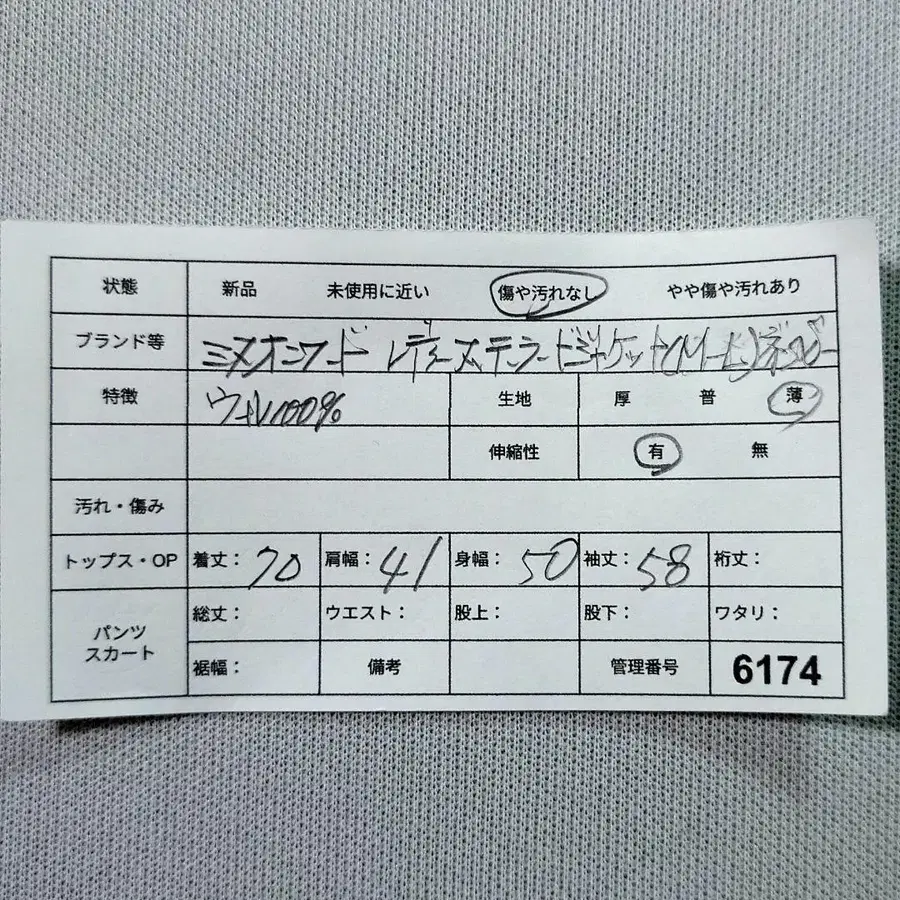 状態 新品 未使用に近い 傷や汚れなし やや傷や汚れあり
ブランド等 ミスオンワード レディーステーラードジャケット
特徴 ウール100% 生地 厚 普 薄
伸縮性 有 無
汚れ・傷み
トップス・OP 着丈：70 肩幅：41 身幅：50 袖丈：58 裄丈：
パンツ スカート 総丈： ウエスト： 股上： 股下： ワタリ：
裾幅： 備考 管理番号 6174